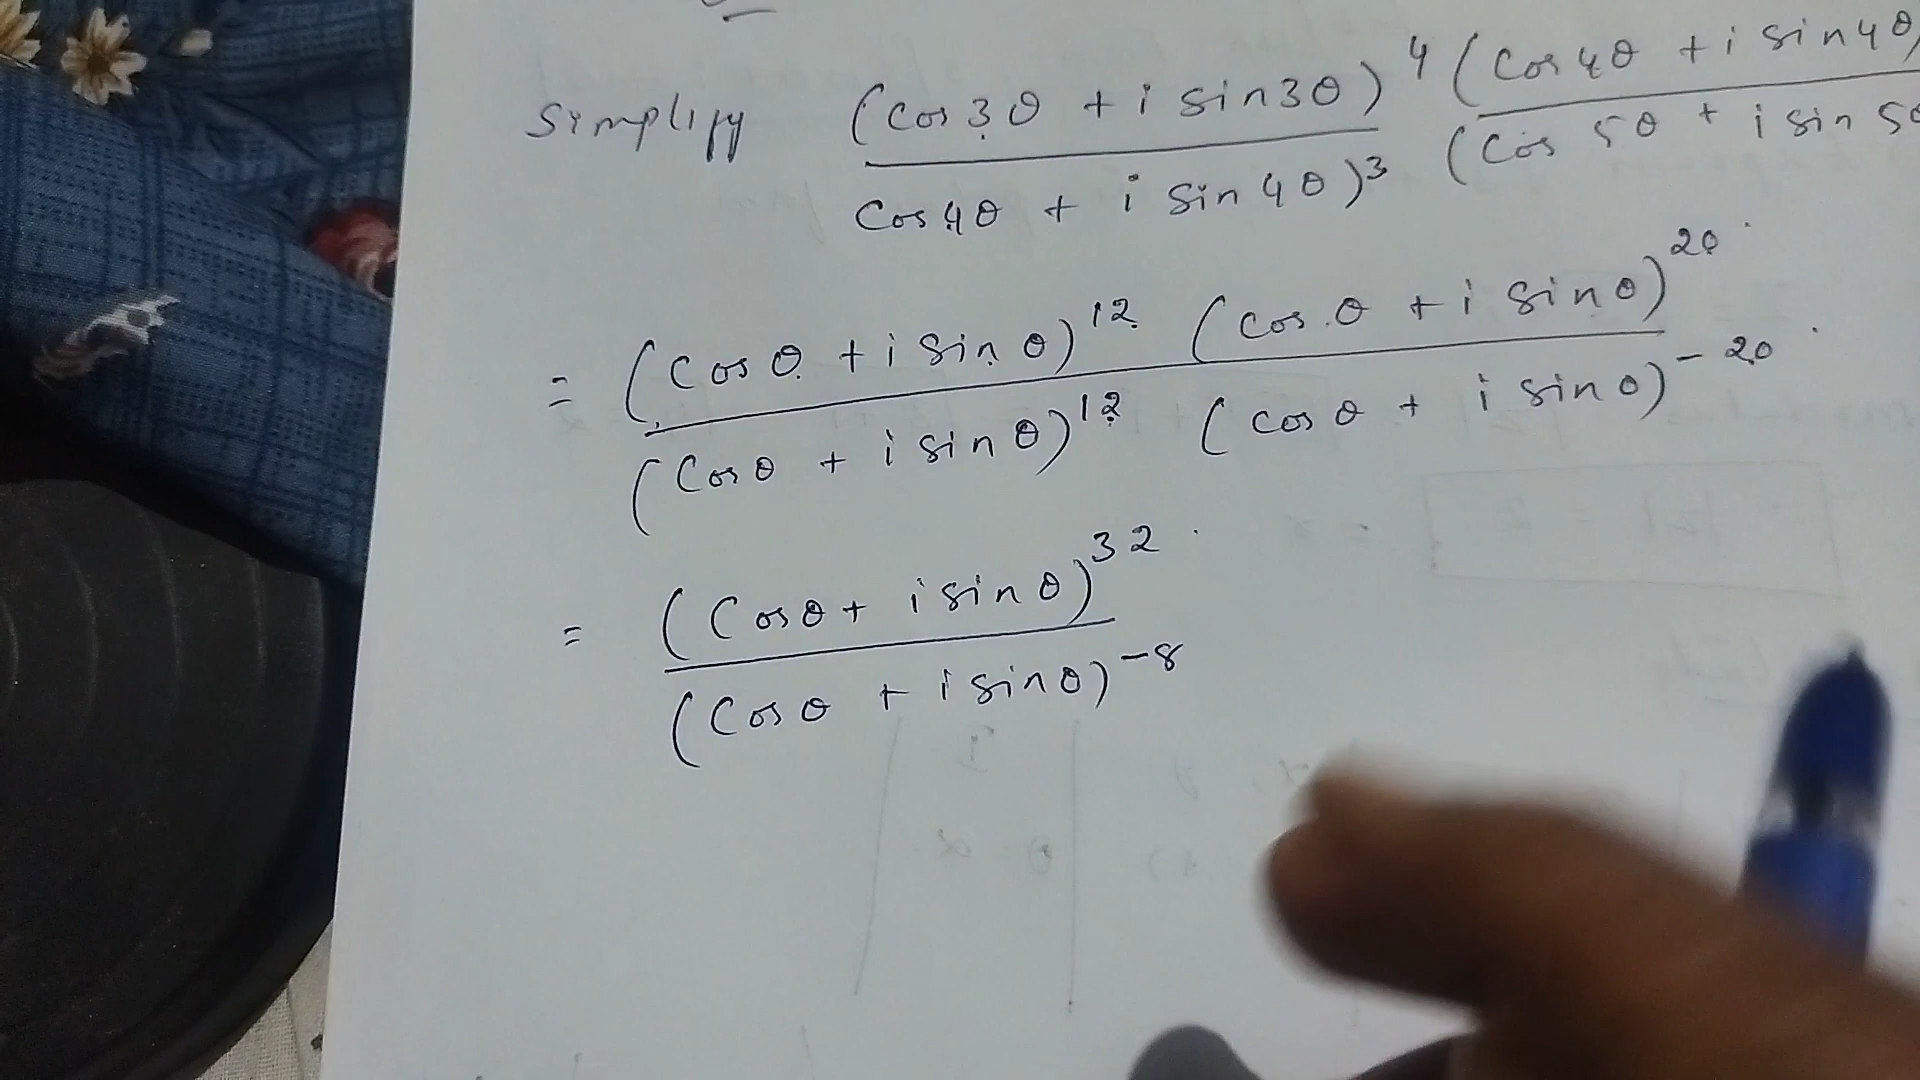 Simplify (cos 3θ + i sin 3θ)^4 (cos 4θ + i sin 4θ
cos 4θ + i sin 4θ)^3 (cos 5θ + i sin 5θ
= (cos θ + i sin θ)^12 (cos θ + i sin θ)^20
(cos θ + i sin θ)^12 (cos θ + i sin θ)^-20
= (cos θ + i sin θ)^32
(cos θ + i sin θ)^-8